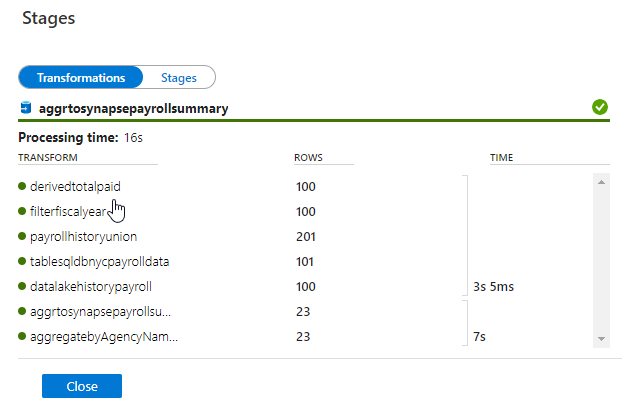 Stages
Transformations Stages
aggrtosynapsepayrollsummary
Processing time: 16s
TRANSFORM ROWS TIME
derivedtotalpaid 100
filterfiscalyear 100
payrollhistoryunion 201
tablesqldbnycpayrolldata 101
datalakehistorypayroll 100 3s 5ms
aggrtosynapsepayrollsu... 23
aggregatebyAgencyNam... 23 7s
Close